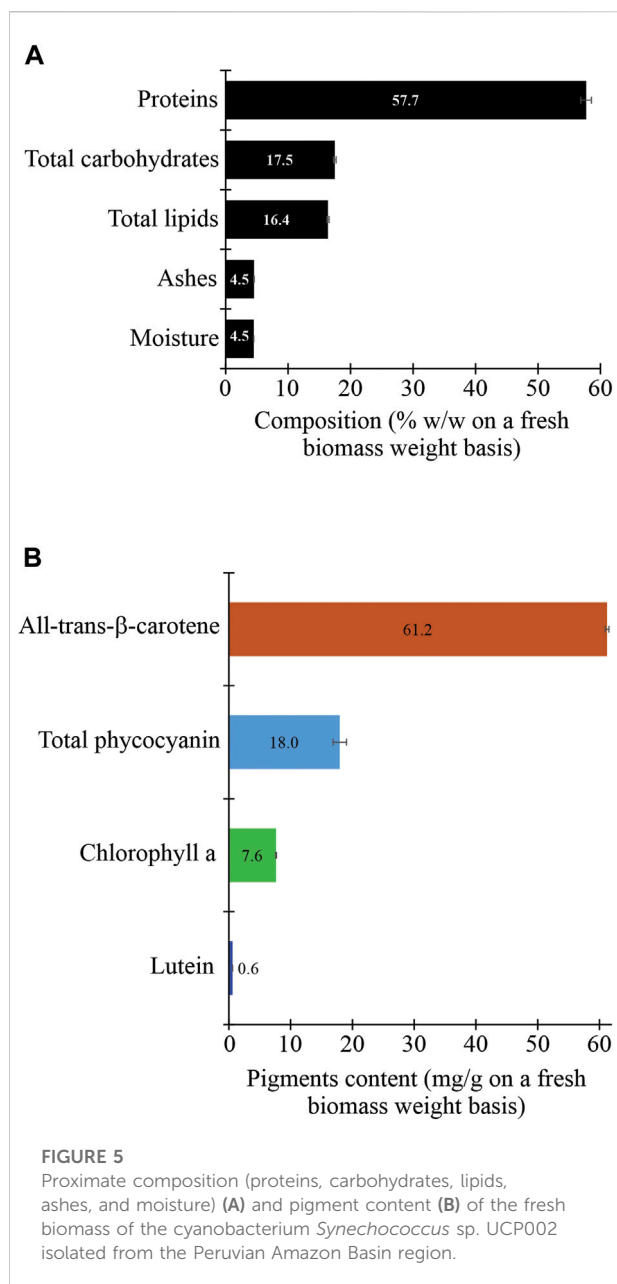 A
Proteins
57.7
Total carbohydrates
17.5
Total lipids
16.4
Ashes
4.5
Moisture
4.5
0 10 20 30 40 50 60
Composition (% w/w on a fresh
biomass weight basis)
B
All-trans-β-carotene
61.2
Total phycocyanin
18.0
Chlorophyll a
7.6
Lutein
0.6
0 10 20 30 40 50 60
Pigments content (mg/g on a fresh
biomass weight basis)
FIGURE 5
Proximate composition (proteins, carbohydrates, lipids,
ashes, and moisture) (A) and pigment content (B) of the fresh
biomass of the cyanobacterium Synechococcus sp. UCP002
isolated from the Peruvian Amazon Basin region.